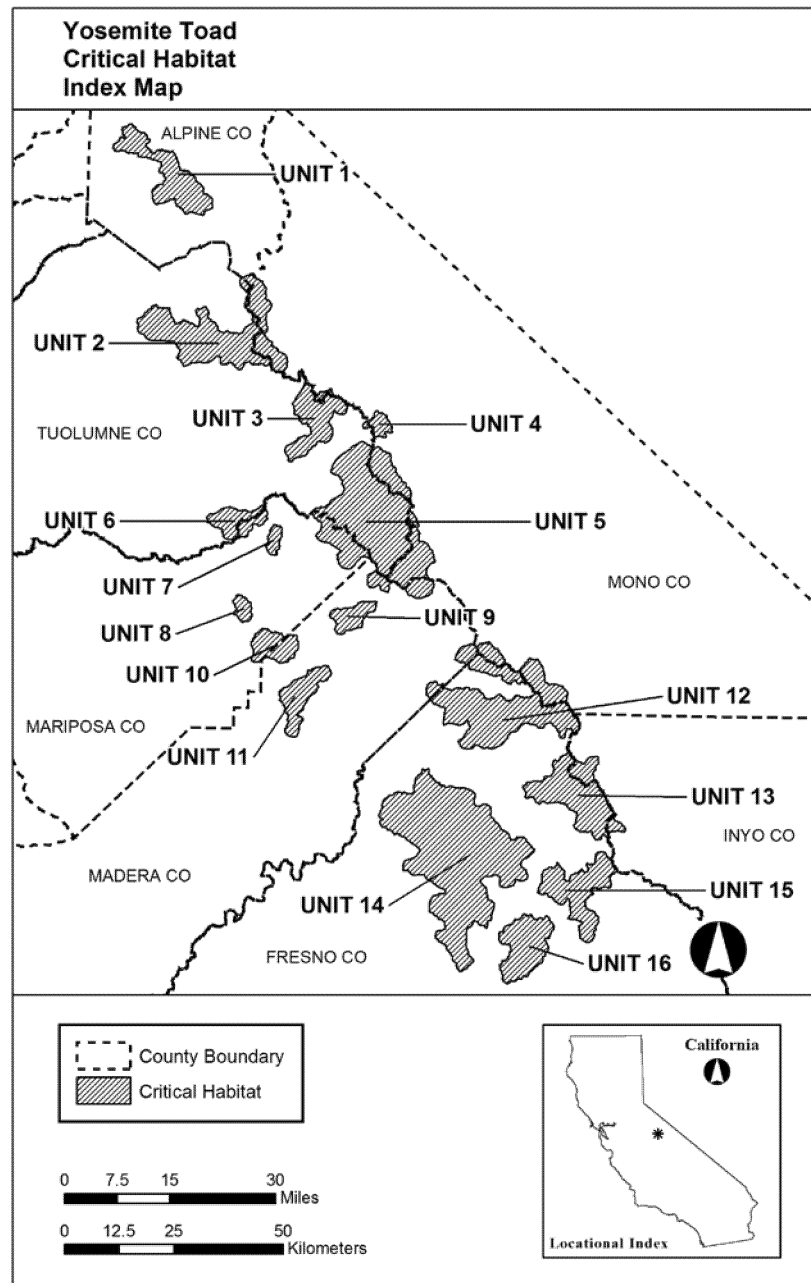 Yosemite Toad
Critical Habitat
Index Map
ALPINE CO
UNIT 1
UNIT 2
UNIT 3
UNIT 4
TUOLUMNE CO
UNIT 6
UNIT 5
UNIT 7
MONO CO
UNIT 8
UNIT 9
UNIT 10
UNIT 12
MARIPOSA CO
UNIT 11
UNIT 13
INYO CO
MADERA CO
UNIT 14
UNIT 15
FRESNO CO
UNIT 16
County Boundary
Critical Habitat
0 7.5 15 30
Miles
0 12.5 25 50
Kilometers
California
Locational Index